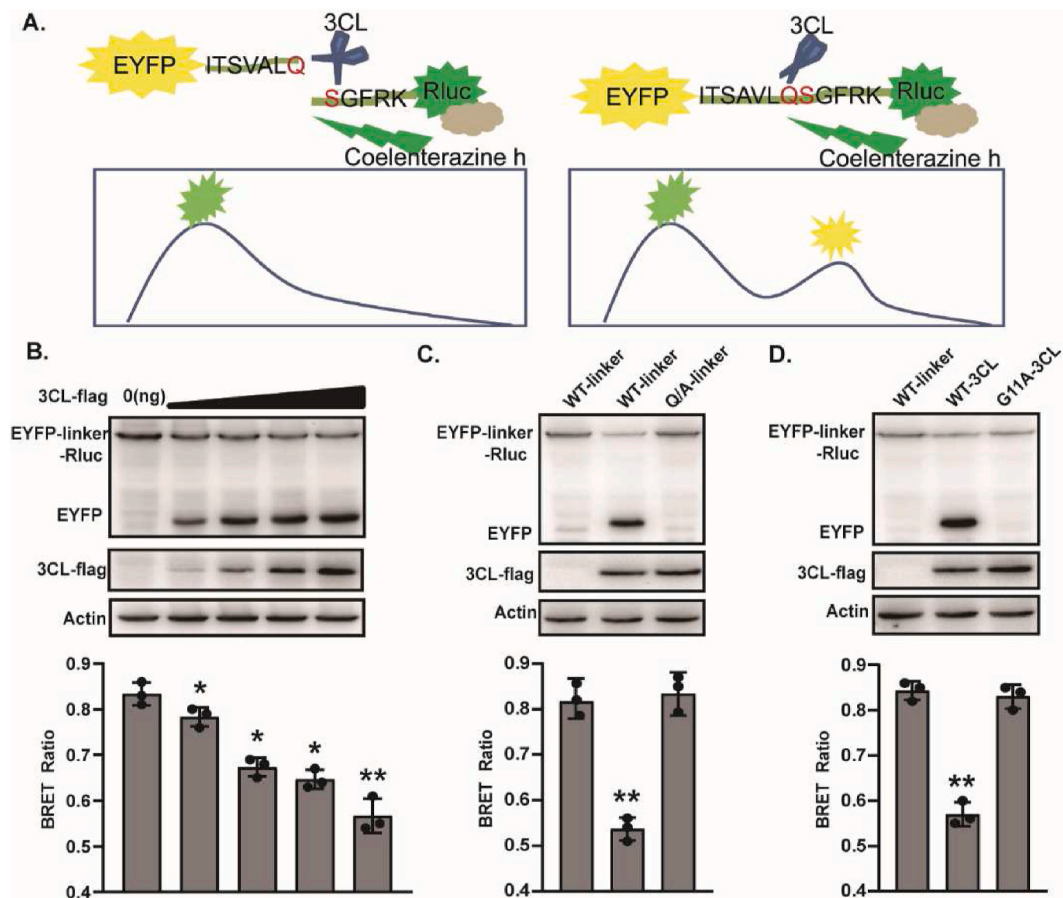 A.
3CL
EYFP
ITSVALQ
SGFRK
Rluc
Coelenterazine h
3CL
EYFP
ITSAVLQSGFRK
Rluc
Coelenterazine h
B.
3CL-flag
0(ng)
EYFP-linker
-Rluc
EYFP
3CL-flag
Actin
BRET Ratio
0.9
0.8
0.7
0.6
0.5
0.4
*
*
*
**
C.
WT-linker
WT-linker
Q/A-linker
EYFP-linker
-Rluc
EYFP
3CL-flag
Actin
BRET Ratio
0.9
0.8
0.7
0.6
0.5
0.4
**
D.
WT-linker
WT-3CL
G11A-3CL
EYFP-linker
-Rluc
EYFP
3CL-flag
Actin
BRET Ratio
0.9
0.8
0.7
0.6
0.5
0.4
**